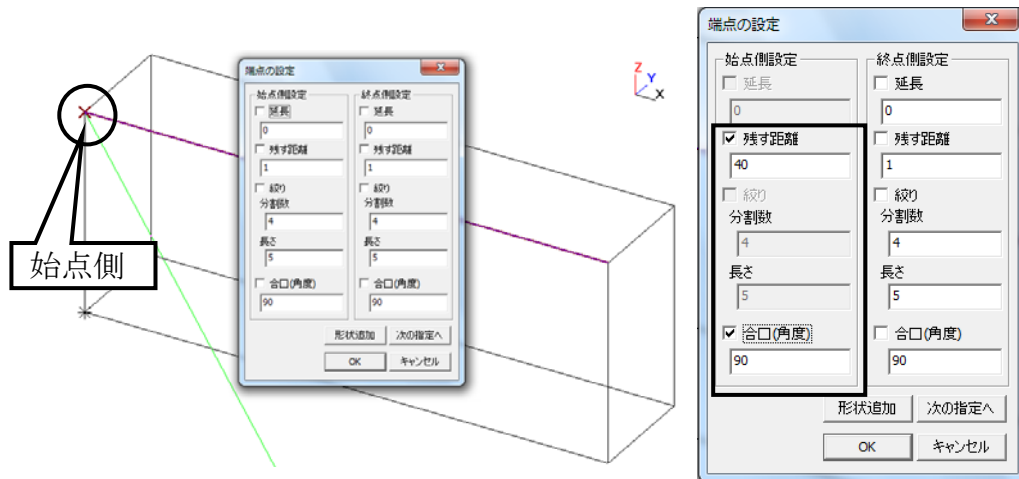 端点の設定
始点側設定
終点側設定
延長
延長
0
0
残す距離
残す距離
1
1
絞り
絞り
分割数
分割数
4
4
長さ
長さ
5
5
合口(角度)
合口(角度)
90
90
形状追加
次の指定へ
OK
キャンセル
始点側
Z
Y
X
端点の設定
始点側設定
終点側設定
延長
延長
0
0
残す距離
残す距離
40
1
絞り
絞り
分割数
分割数
4
4
長さ
長さ
5
5
合口(角度)
合口(角度)
90
90
形状追加
次の指定へ
OK
キャンセル